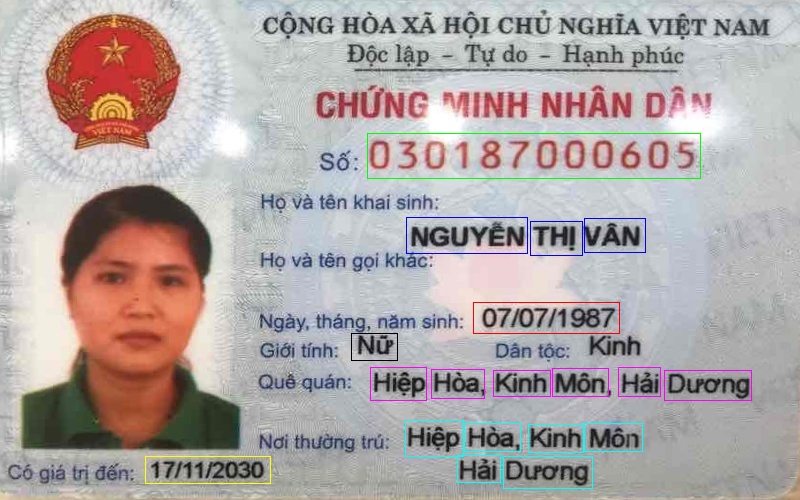 CỘNG HÒA XÃ HỘI CHỦ NGHĨA VIỆT NAM
Độc lập - Tự do - Hạnh phúc
CHỨNG MINH NHÂN DÂN
VIỆT NAM
Số: 030187000605
Họ và tên khai sinh:
NGUYỄN THỊ VÂN
Họ và tên gọi khác:
Ngày, tháng, năm sinh: 07/07/1987
Giới tính: Nữ Dân tộc: Kinh
Quê quán: Hiệp Hòa, Kinh Môn, Hải Dương
Nơi thường trú: Hiệp Hòa, Kinh Môn
Hải Dương
Có giá trị đến: 17/11/2030